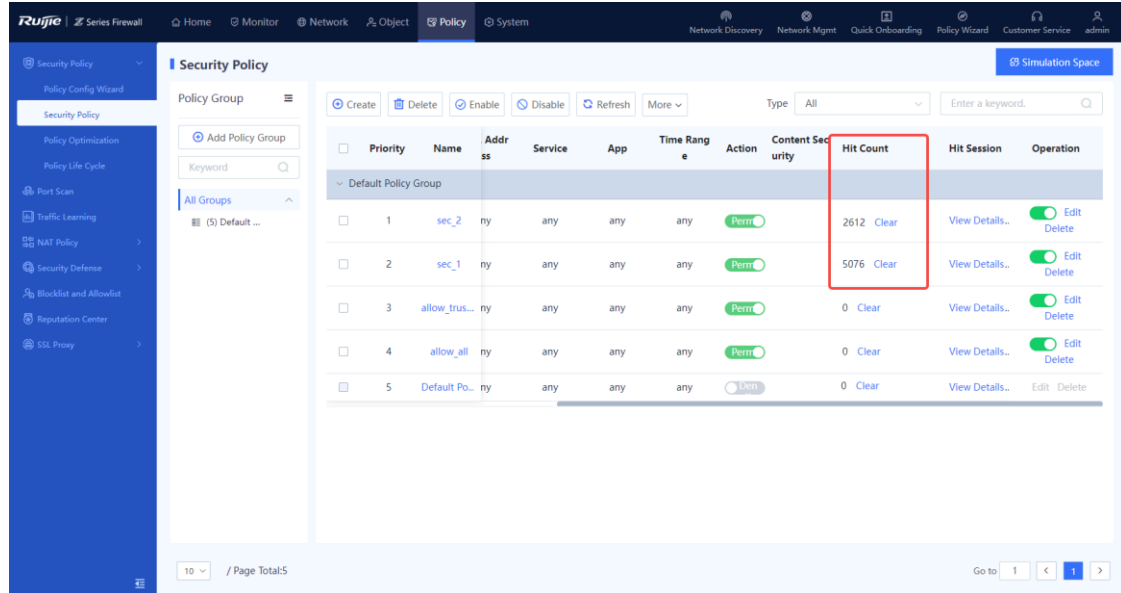 Ruijie | Z Series Firewall
Home Monitor Network Object Policy System
Network Discovery Network Mgmt Quick Onboarding Policy Wizard Customer Service admin
Security Policy
Policy Config Wizard
Security Policy
Policy Optimization
Policy Life Cycle
Port Scan
Traffic Learning
NAT Policy
Security Defense
Blocklist and Allowlist
Reputation Center
SSL Proxy
Security Policy
Simulation Space
Policy Group
Add Policy Group
Keyword
All Groups
(5) Default ...
Create Delete Enable Disable Refresh More Type All Enter a keyword.
Priority Name Addr
ss Service App Time Rang
e Action Content Sec
urity Hit Count Hit Session Operation
Default Policy Group
1 sec_2 ny any any any Perm 2612 Clear View Details.. Edit
Delete
2 sec_1 ny any any any Perm 5076 Clear View Details.. Edit
Delete
3 allow_trus... ny any any any Perm 0 Clear View Details.. Edit
Delete
4 allow_all ny any any any Perm 0 Clear View Details.. Edit
Delete
5 Default Po... ny any any any Den 0 Clear View Details.. Edit Delete
10 / Page Total:5
Go to 1 < 1 >